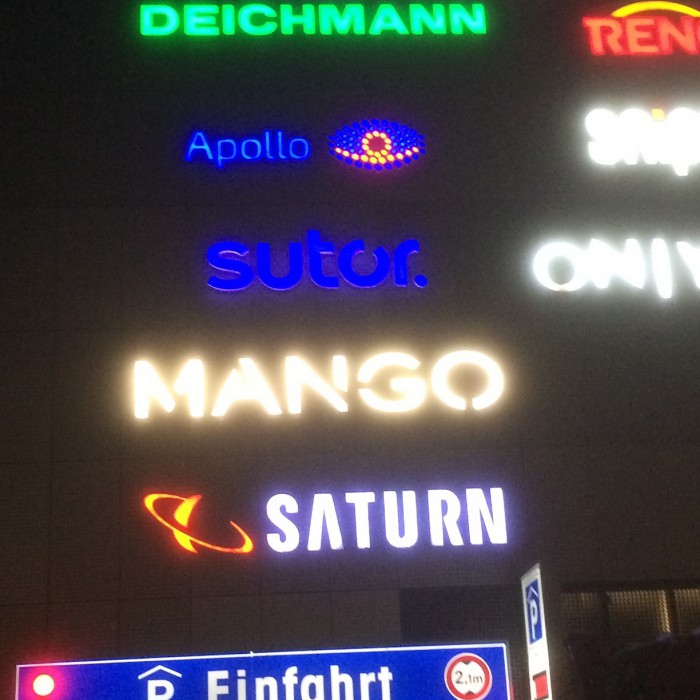 DEICHMANN
Apollo
sutor.
MANGO
SATURN
P
P Einfahrt 2,1m